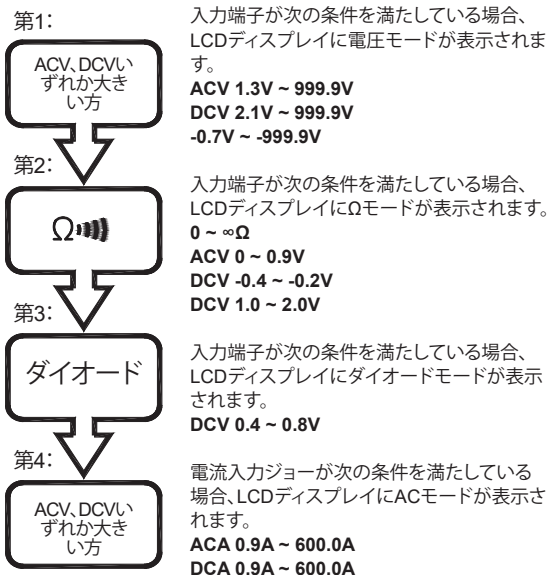 第1：
ACV、DCVい
ずれか大き
い方
入力端子が次の条件を満たしている場合、
LCDディスプレイに電圧モードが表示されま
す。
ACV 1.3V ~ 999.9V
DCV 2.1V ~ 999.9V
-0.7V ~ -999.9V
第2：
Ω
入力端子が次の条件を満たしている場合、
LCDディスプレイにΩモードが表示されます。
0 ~ ∞Ω
ACV 0 ~ 0.9V
DCV -0.4 ~ -0.2V
DCV 1.0 ~ 2.0V
第3：
ダイオード
入力端子が次の条件を満たしている場合、
LCDディスプレイにダイオードモードが表示
されます。
DCV 0.4 ~ 0.8V
第4：
ACV、DCVい
ずれか大き
い方
電流入力ジョーが次の条件を満たしている
場合、LCDディスプレイにACモードが表示さ
れます。
ACA 0.9A ~ 600.0A
DCA 0.9A ~ 600.0A